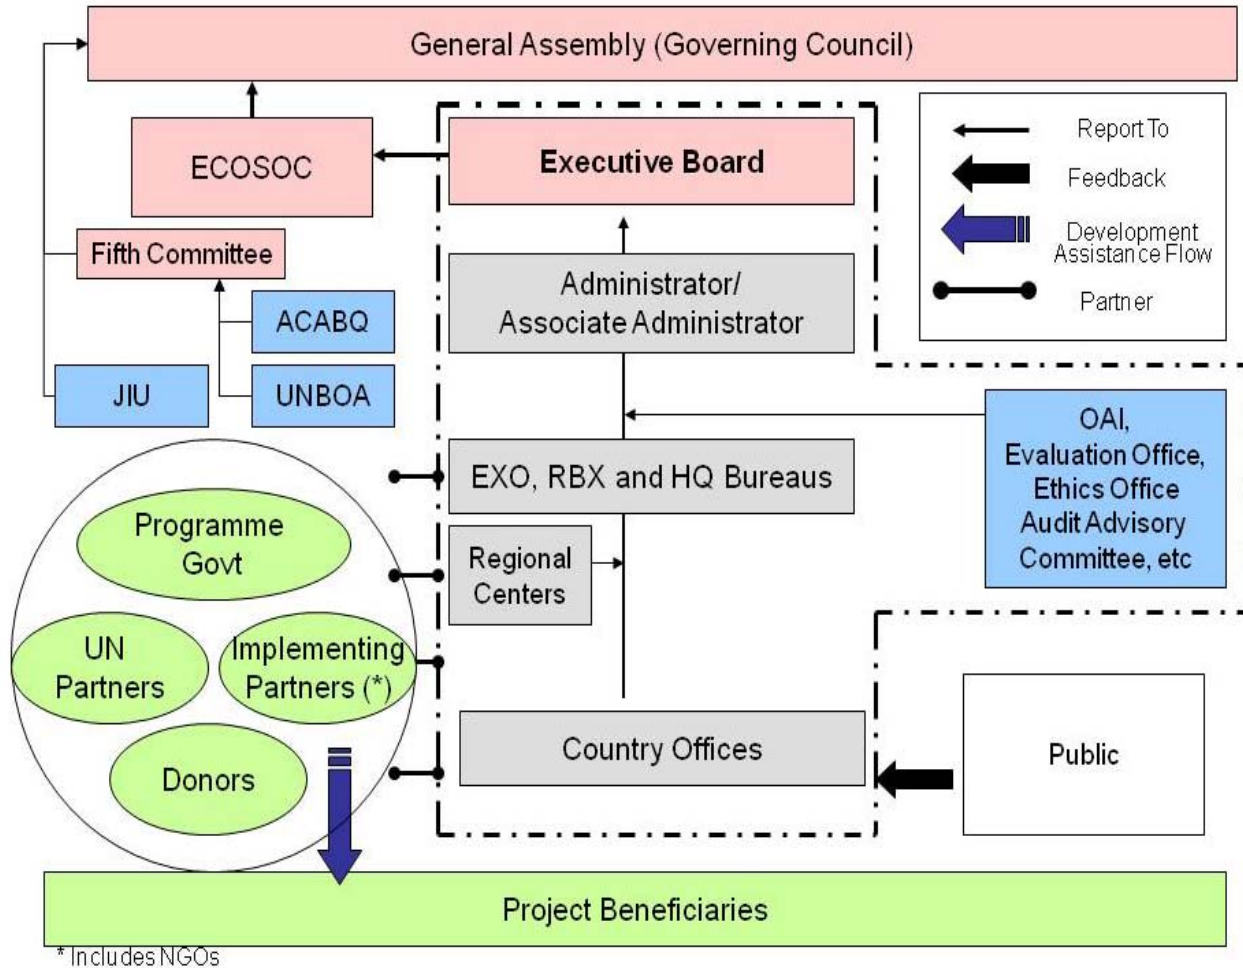 General Assembly (Governing Council)
ECOSOC
Executive Board
Report To
Feedback
Development
Assistance Flow
Partner
Fifth Committee
ACABQ
JIU
UNBOA
Administrator/
Associate Administrator
OAI,
Evaluation Office,
Ethics Office
Audit Advisory
Committee, etc
EXO, RBX and HQ Bureaus
Regional
Centers
Programme
Govt
UN
Partners
Implementing
Partners (*)
Donors
Country Offices
Public
Project Beneficiaries
* Includes NGOs